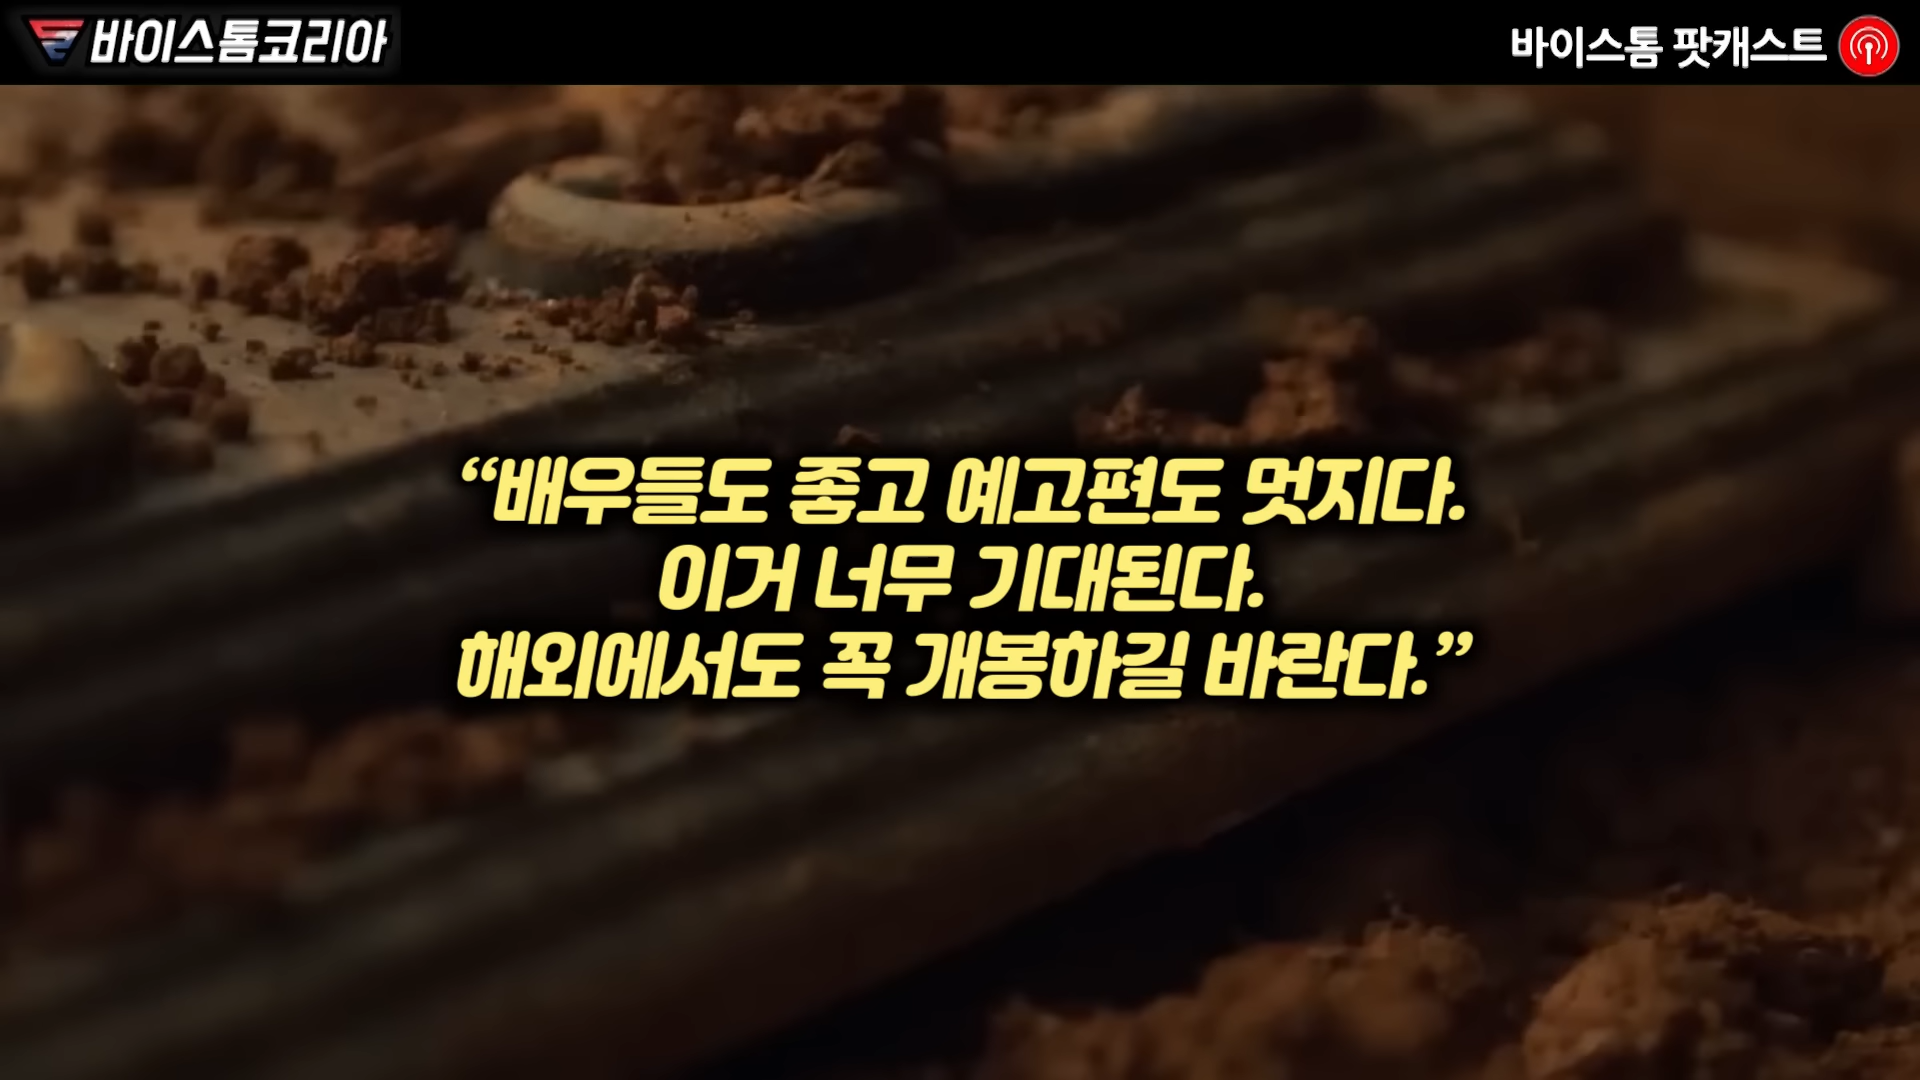 바이스톰코리아
바이스톰 팟캐스트
“배우들도 좋고 예고편도 멋지다.
이거 너무 기대된다.
해외에서도 꼭 개봉하길 바란다.”